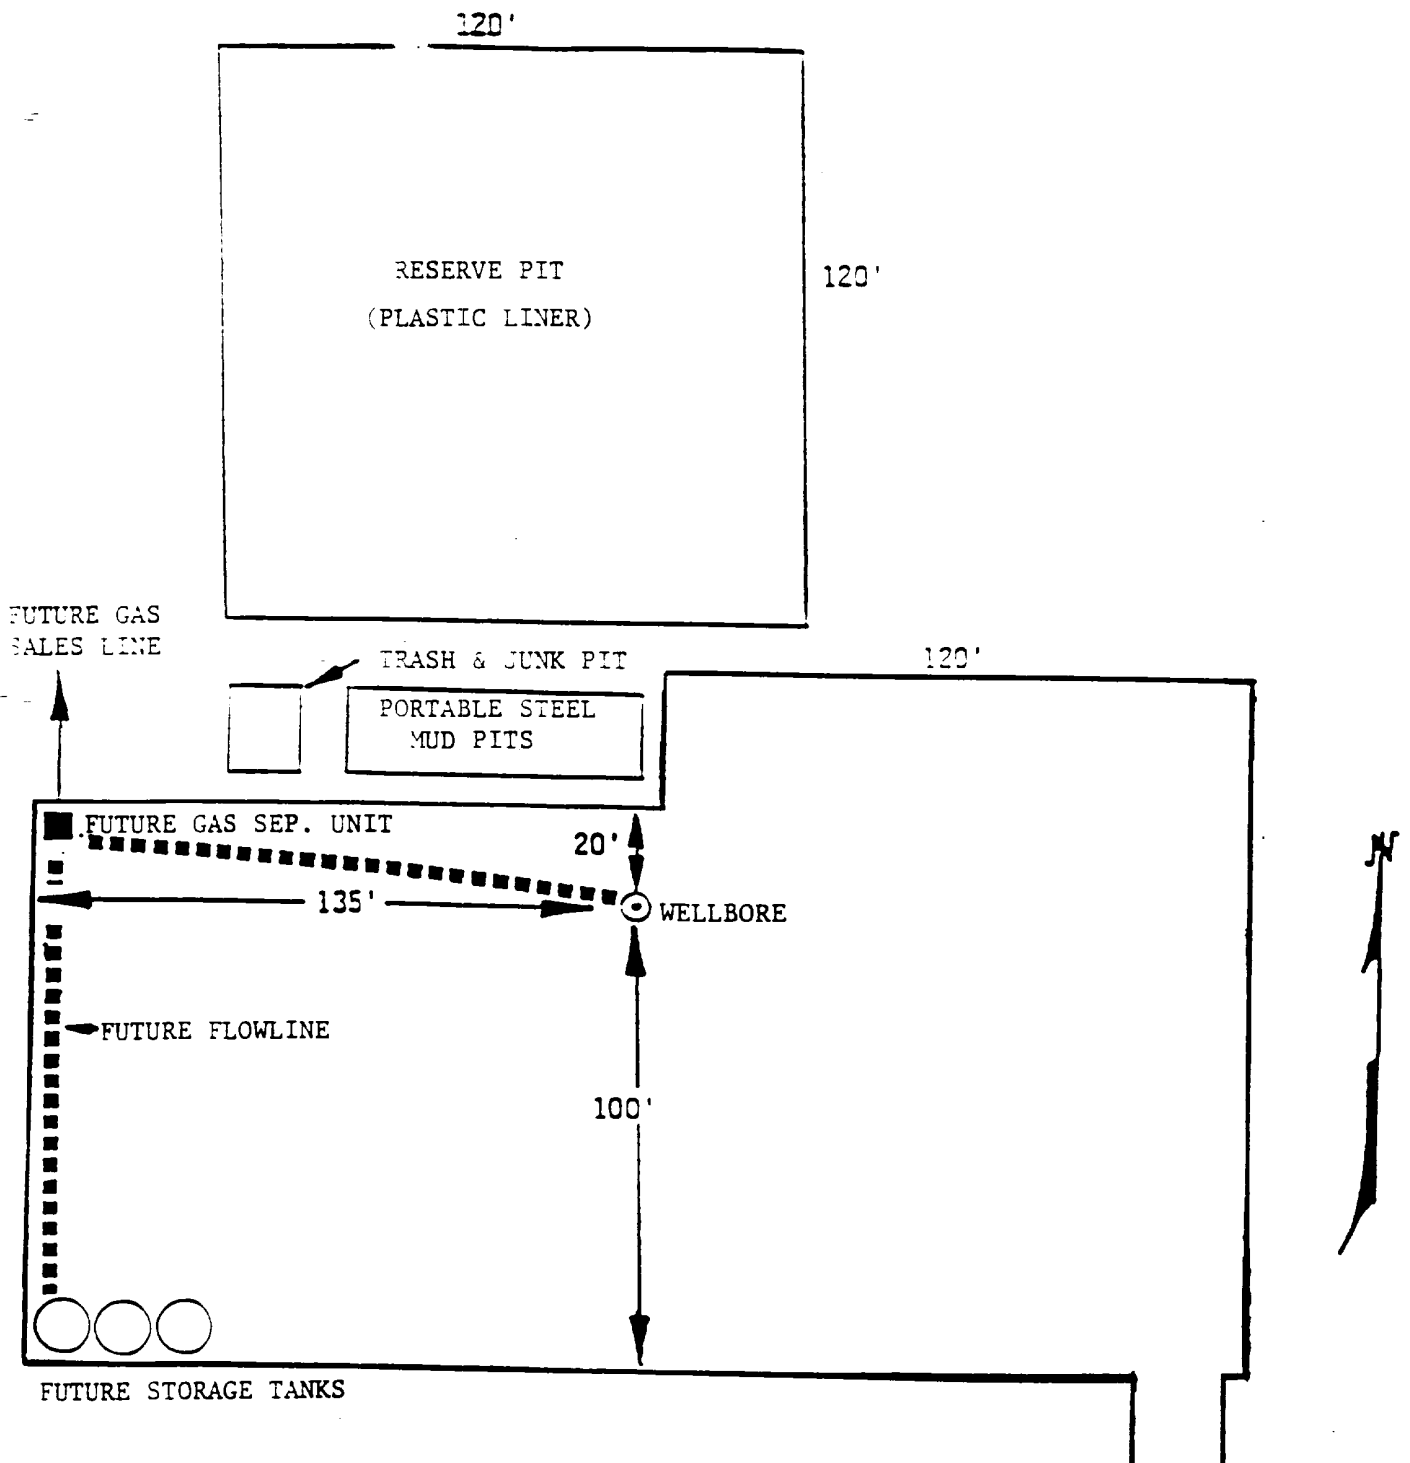 120'
RESERVE PIT
(PLASTIC LINER)
120'
FUTURE GAS
SALES LINE
TRASH & JUNK PIT
120'
PORTABLE STEEL
MUD PITS
FUTURE GAS SEP. UNIT
20'
135'
WELLBORE
N
FUTURE FLOWLINE
100'
FUTURE STORAGE TANKS